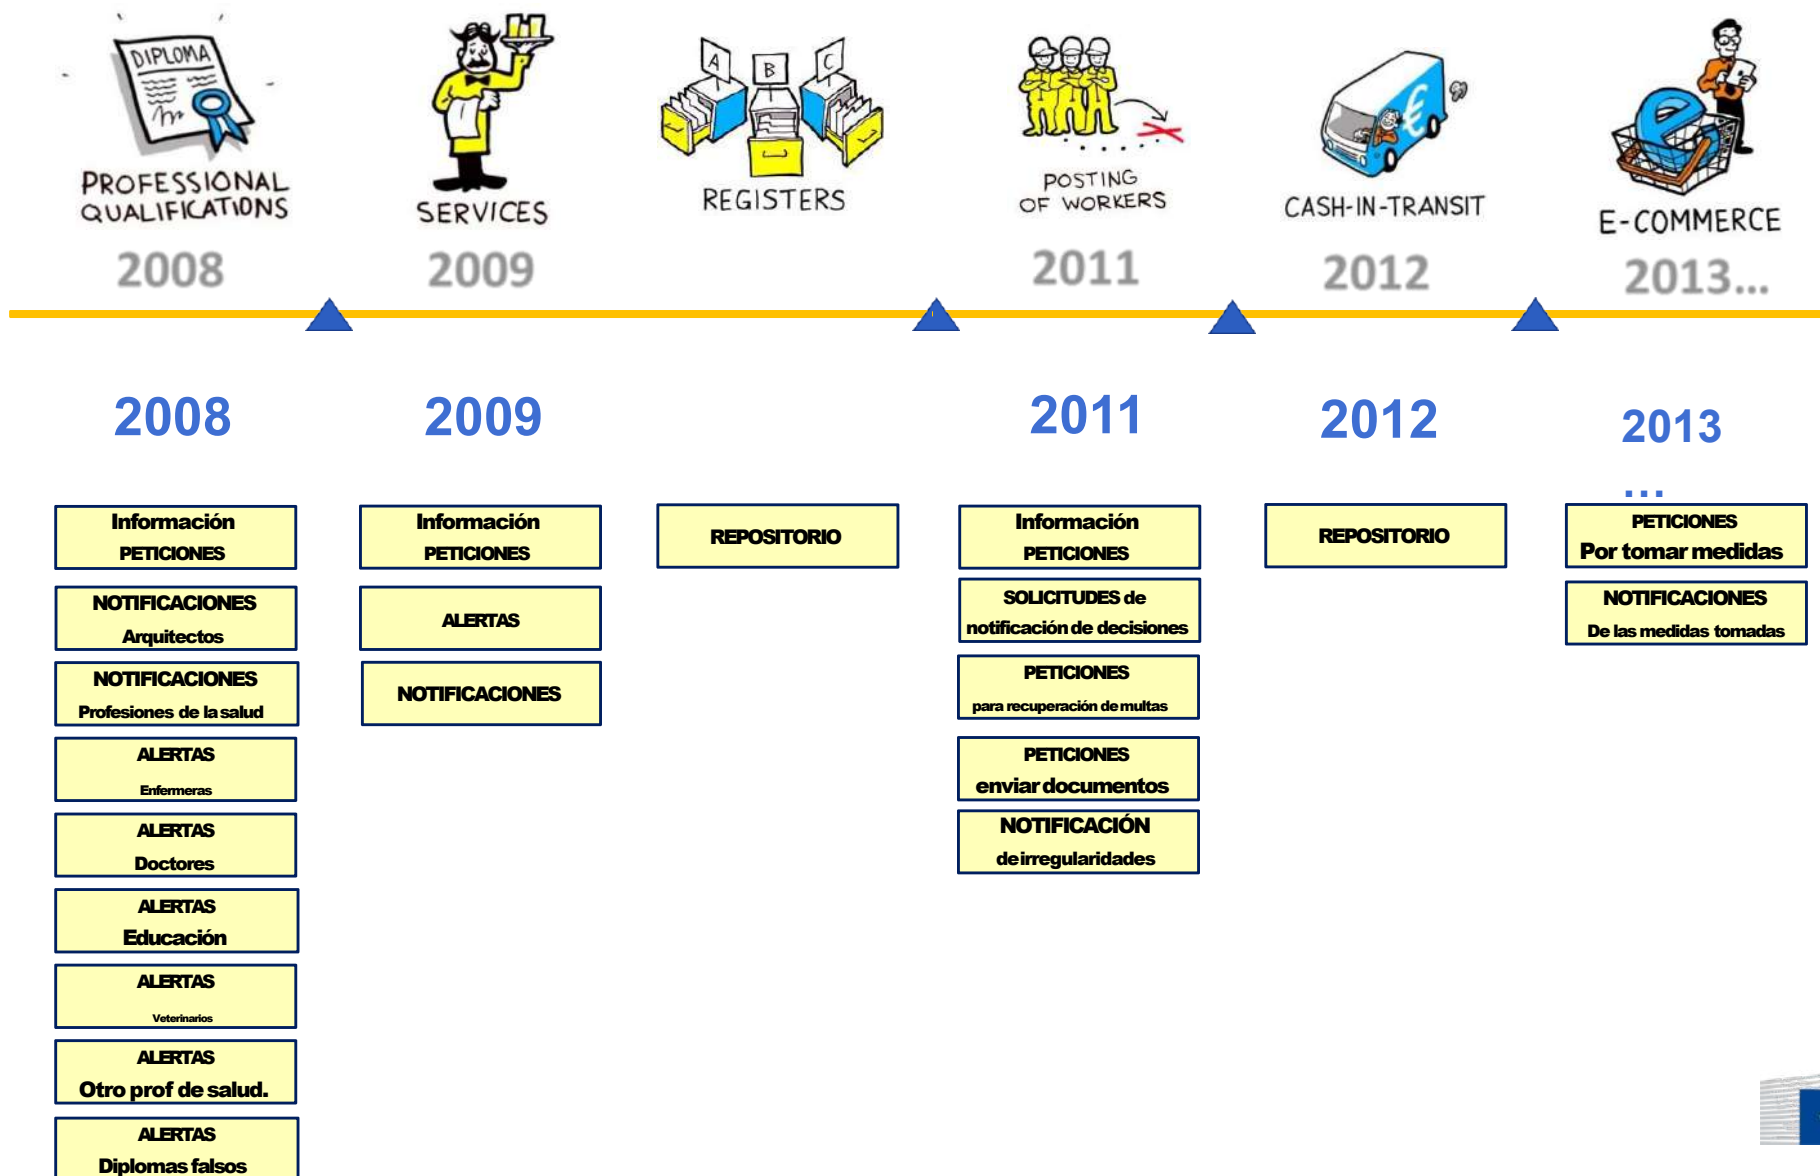 DIPLOMA
PROFESSIONAL
QUALIFICATIONS
2008
SERVICES
2009
A
B
C
REGISTERS
POSTING
OF WORKERS
2011
€
CASH-IN-TRANSIT
2012
e
E-COMMERCE
2013...
2008
2009
2011
2012
2013
...
Información
PETICIONES
NOTIFICACIONES
Arquitectos
NOTIFICACIONES
Profesiones de la salud
ALERTAS
Enfermeras
ALERTAS
Doctores
ALERTAS
Educación
ALERTAS
Veterinarios
ALERTAS
Otro prof de salud.
ALERTAS
Diplomas falsos
Información
PETICIONES
ALERTAS
NOTIFICACIONES
REPOSITORIO
Información
PETICIONES
SOLICITUDES de
notificación de decisiones
PETICIONES
para recuperación de multas
PETICIONES
enviar documentos
NOTIFICACIÓN
de irregularidades
REPOSITORIO
PETICIONES
Por tomar medidas
NOTIFICACIONES
De las medidas tomadas